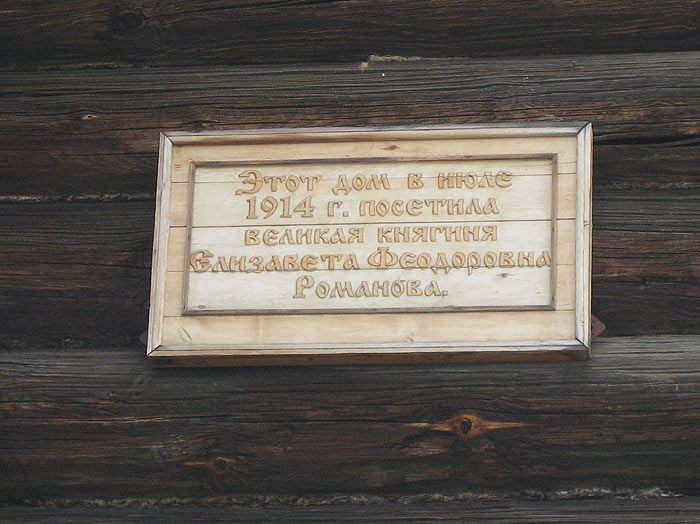 Этот дом в июле
1914 г. посетила
великая княгиня
Елизавета Феодоровна
Романова.